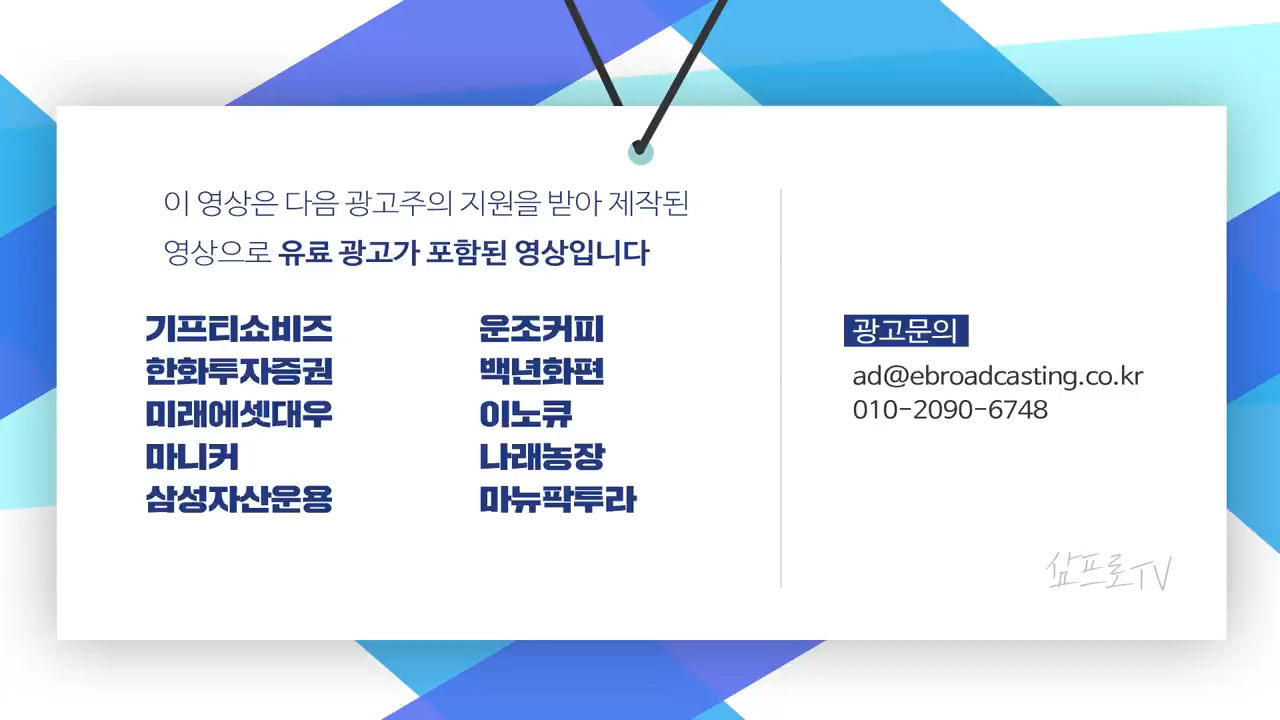 이 영상은 다음 광고주의 지원을 받아 제작된
영상으로 유료 광고가 포함된 영상입니다
기프티쇼비즈
한화투자증권
미래에셋대우
마니커
삼성자산운용
운조커피
백년화편
이노큐
나래농장
마뉴팍투라
광고문의
ad@ebroadcasting.co.kr
010-2090-6748
삼프로TV